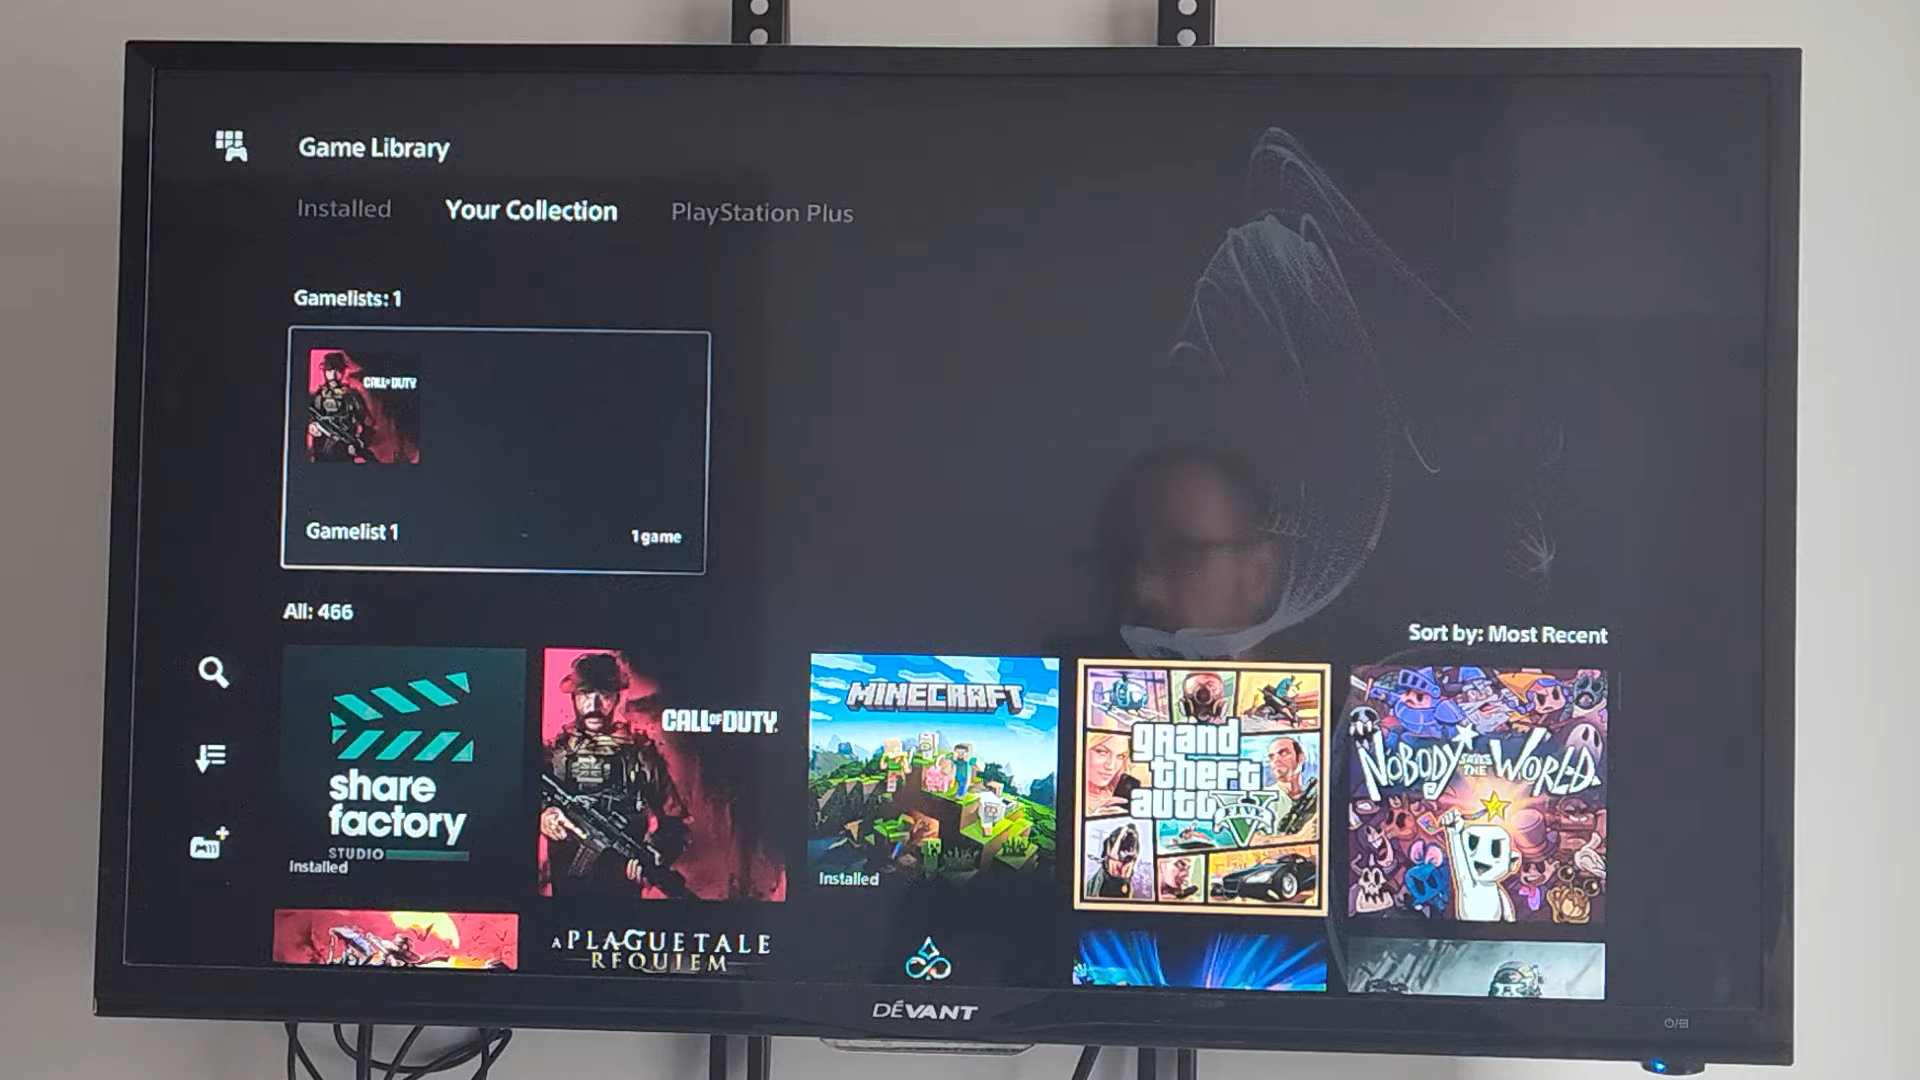 Game Library
Installed
Your Collection
PlayStation Plus
Gamelists: 1
CALL OF DUTY
Gamelist 1
1 game
All: 466
Sort by: Most Recent
share
factory
STUDIO
Installed
CALL OF DUTY
MINECRAFT
Installed
grand
theft
auto
FIVE
NOBODY SAVES THE WORLD
A PLAGUE TALE
REQUIEM
DĒVANT